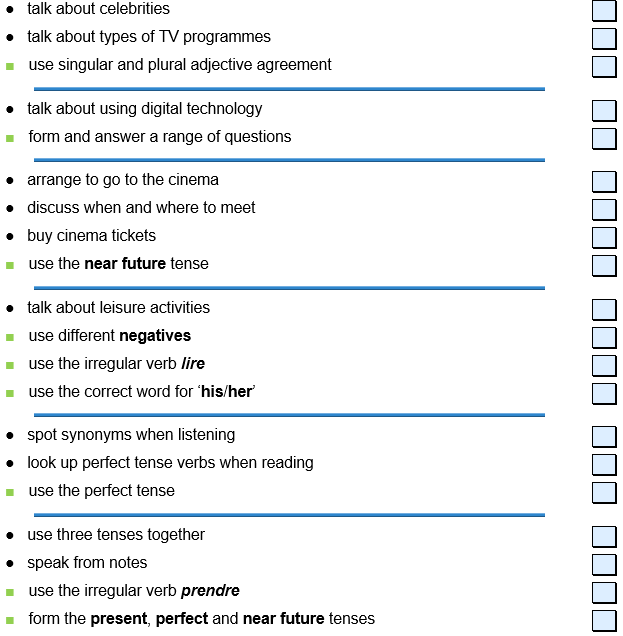 talk about celebrities
talk about types of TV programmes
use singular and plural adjective agreement
talk about using digital technology
form and answer a range of questions
arrange to go to the cinema
discuss when and where to meet
buy cinema tickets
use the near future tense
talk about leisure activities
use different negatives
use the irregular verb lire
use the correct word for ‘his/her’
spot synonyms when listening
look up perfect tense verbs when reading
use the perfect tense
use three tenses together
speak from notes
use the irregular verb prendre
form the present, perfect and near future tenses